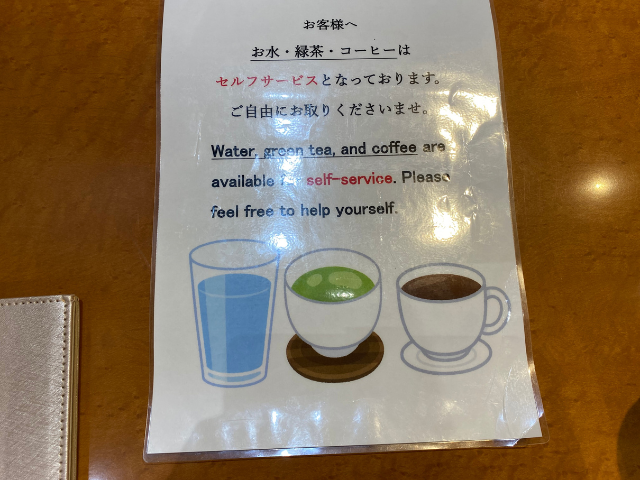 お客様へ
お水・緑茶・コーヒーは
セルフサービスとなっております。
ご自由にお取りくださいませ。
Water, green tea, and coffee are
available for self-service. Please
feel free to help yourself.